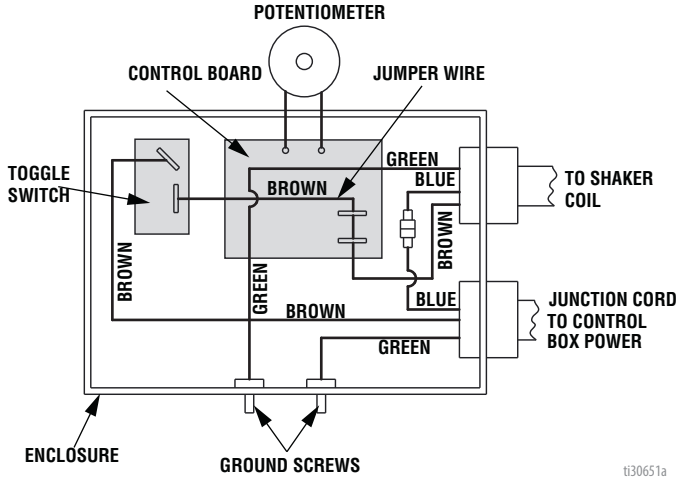 POTENTIOMETER
CONTROL BOARD
JUMPER WIRE
TOGGLE
SWITCH
GREEN
BLUE
BROWN
TO SHAKER
COIL
BROWN
BROWN
GREEN
BLUE
BROWN
GREEN
JUNCTION CORD
TO CONTROL
BOX POWER
ENCLOSURE
GROUND SCREWS
ti30651a